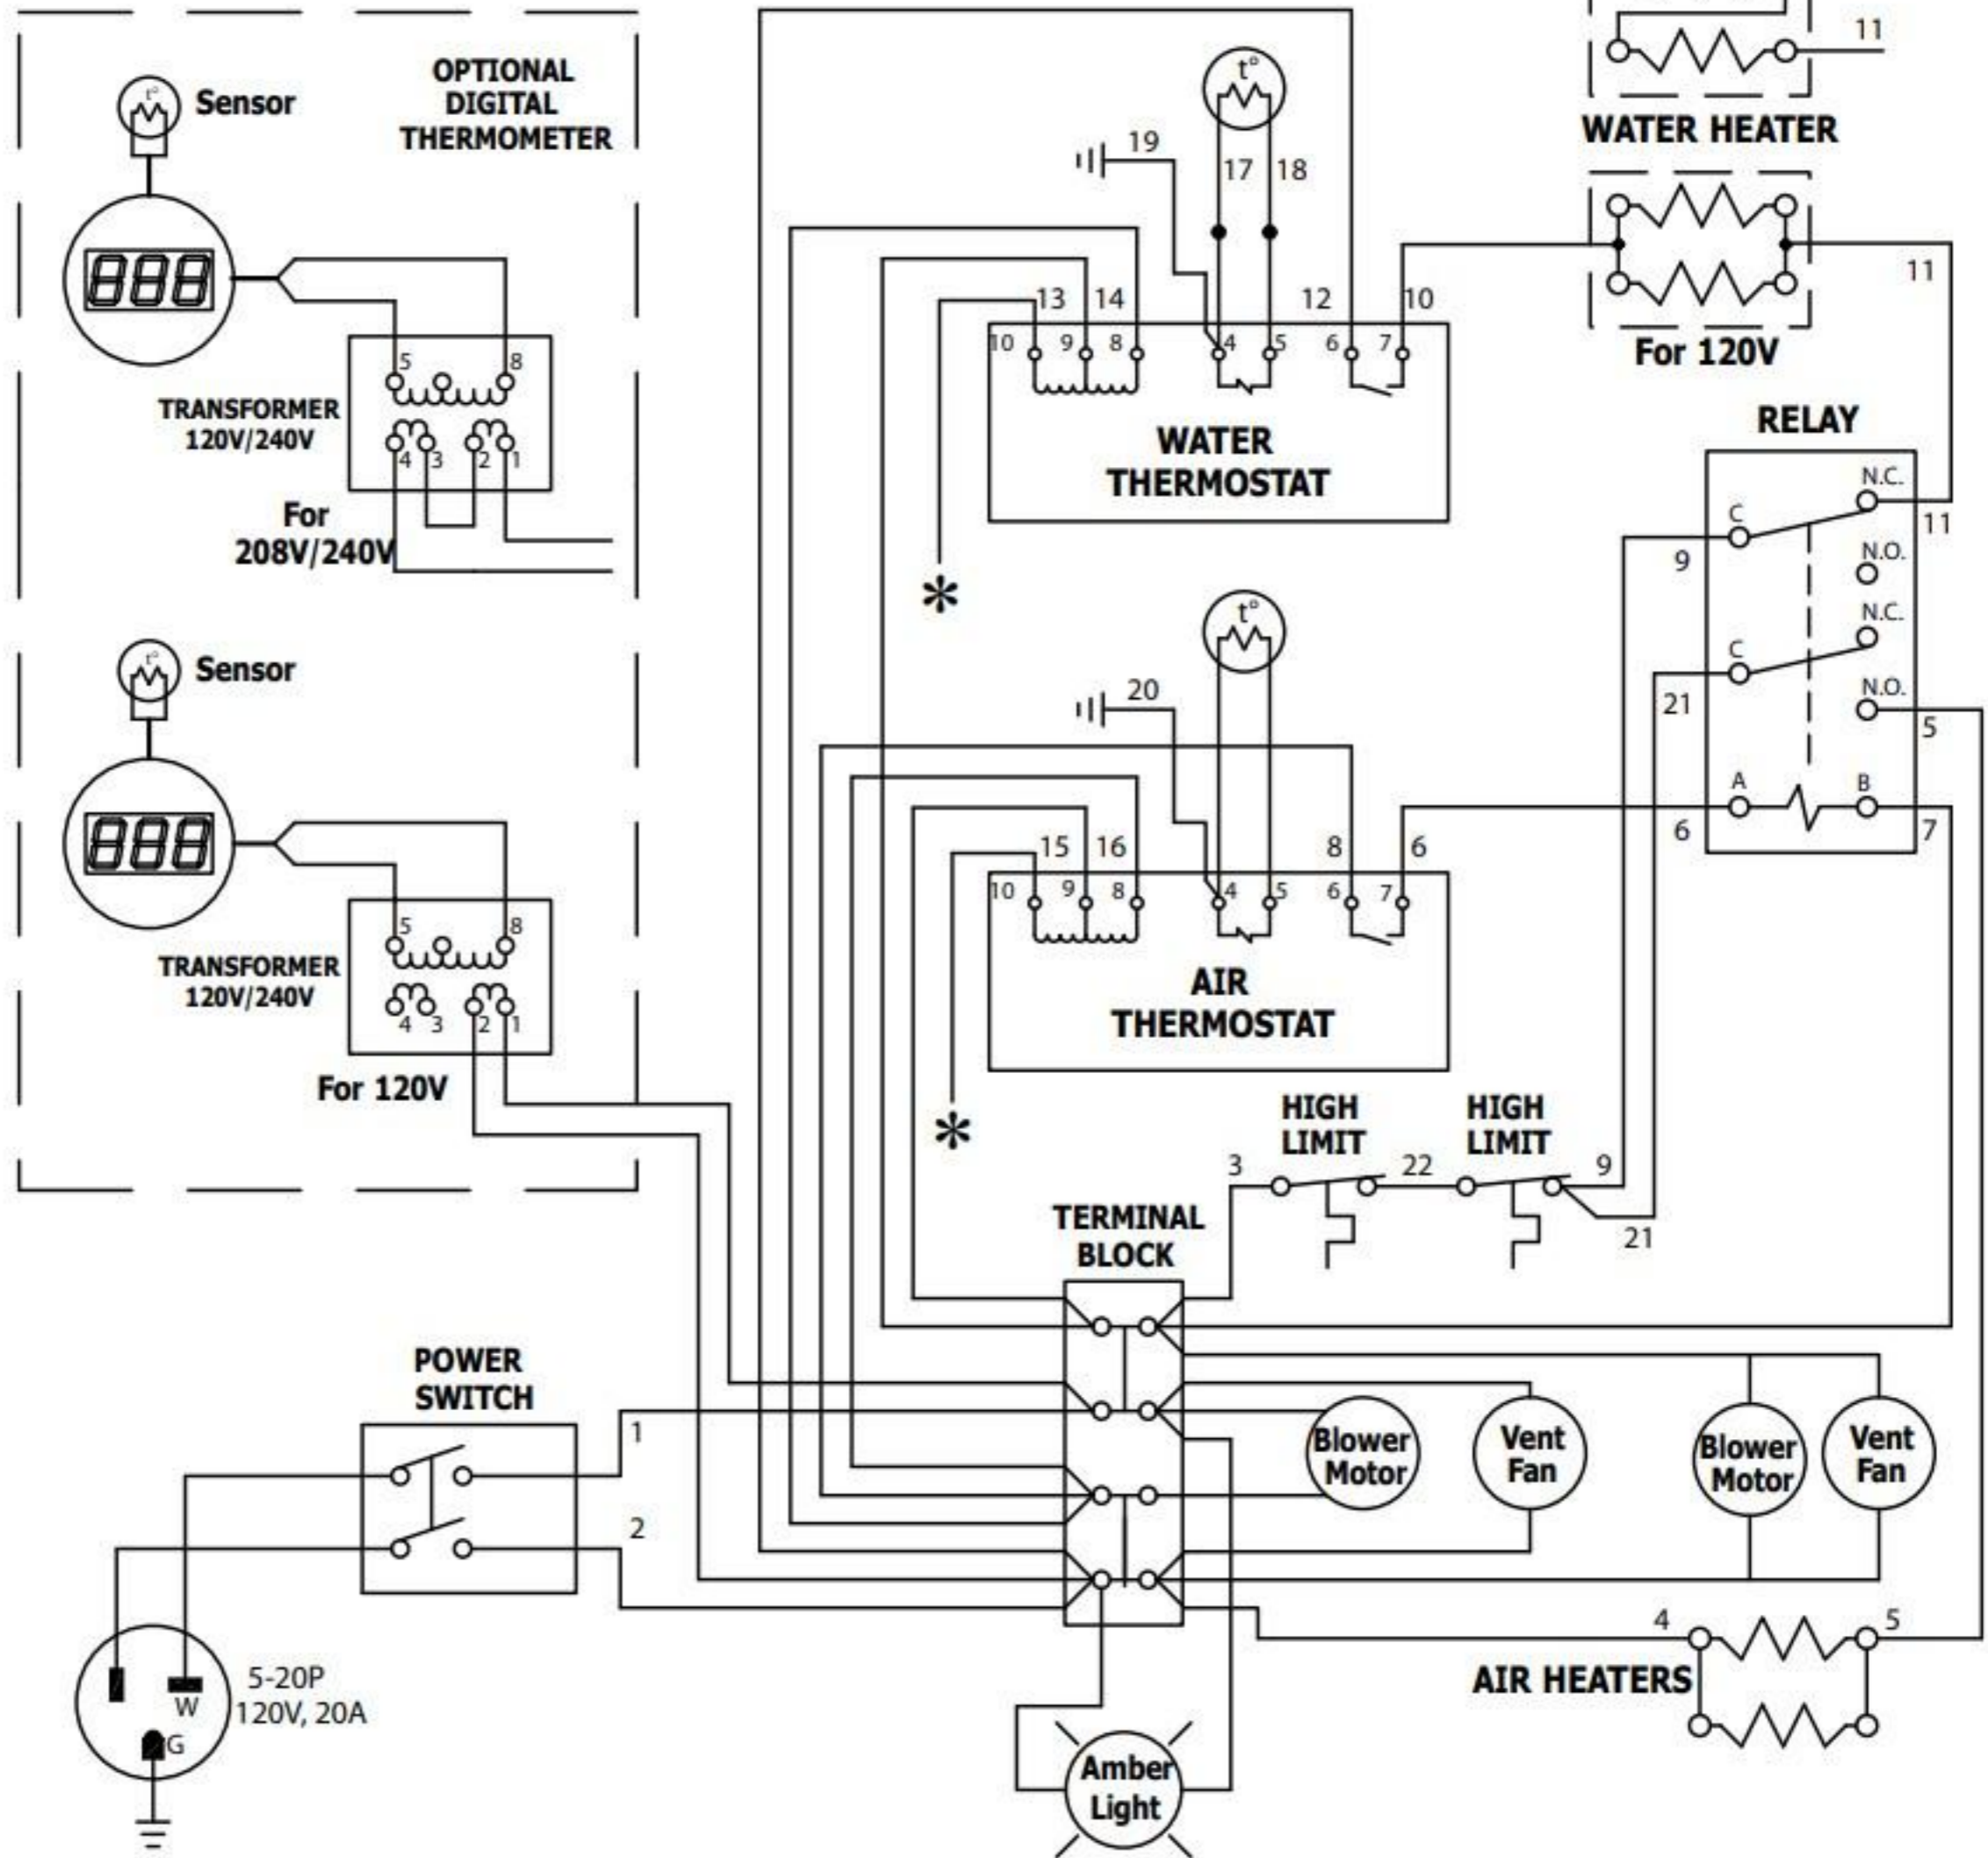 OPTIONAL
DIGITAL
THERMOMETER
Sensor
888
5
8
TRANSFORMER
120V/240V
4
3
2
1
For
208V/240V
Sensor
888
5
8
TRANSFORMER
120V/240V
4
3
2
1
For 120V
POWER
SWITCH
1
2
5-20P
120V, 20A
W
G
t°
19
17
18
13
14
12
10
10
9
8
4
5
6
7
WATER
THERMOSTAT
*
t°
20
15
16
8
6
10
9
8
4
5
6
7
AIR
THERMOSTAT
*
11
WATER HEATER
11
For 120V
RELAY
N.C.
C
11
9
N.O.
N.C.
C
21
N.O.
5
A
B
6
7
HIGH
LIMIT
HIGH
LIMIT
3
22
9
21
TERMINAL
BLOCK
Blower
Motor
Vent
Fan
Blower
Motor
Vent
Fan
4
5
AIR HEATERS
Amber
Light